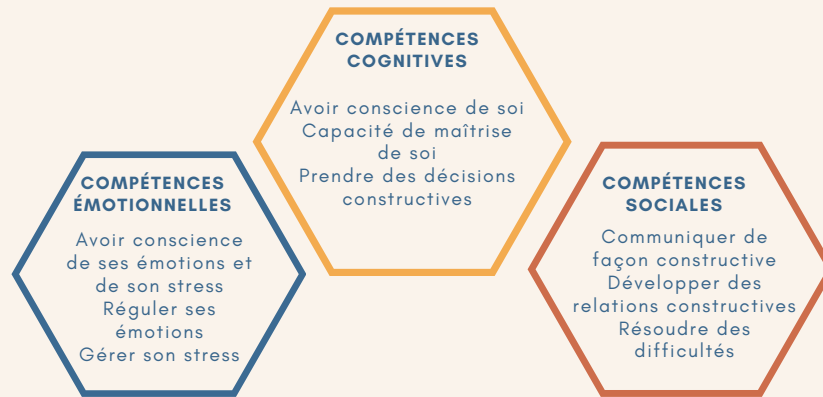 COMPÉTENCES
COGNITIVES
Avoir conscience de soi
Capacité de maîtrise
de soi
Prendre des décisions
constructives
COMPÉTENCES
ÉMOTIONNELLES
Avoir conscience
de ses émotions et
de son stress
Réguler ses
émotions
Gérer son stress
COMPÉTENCES
SOCIALES
Communiquer de
façon constructive
Développer des
relations constructives
Résoudre des
difficultés